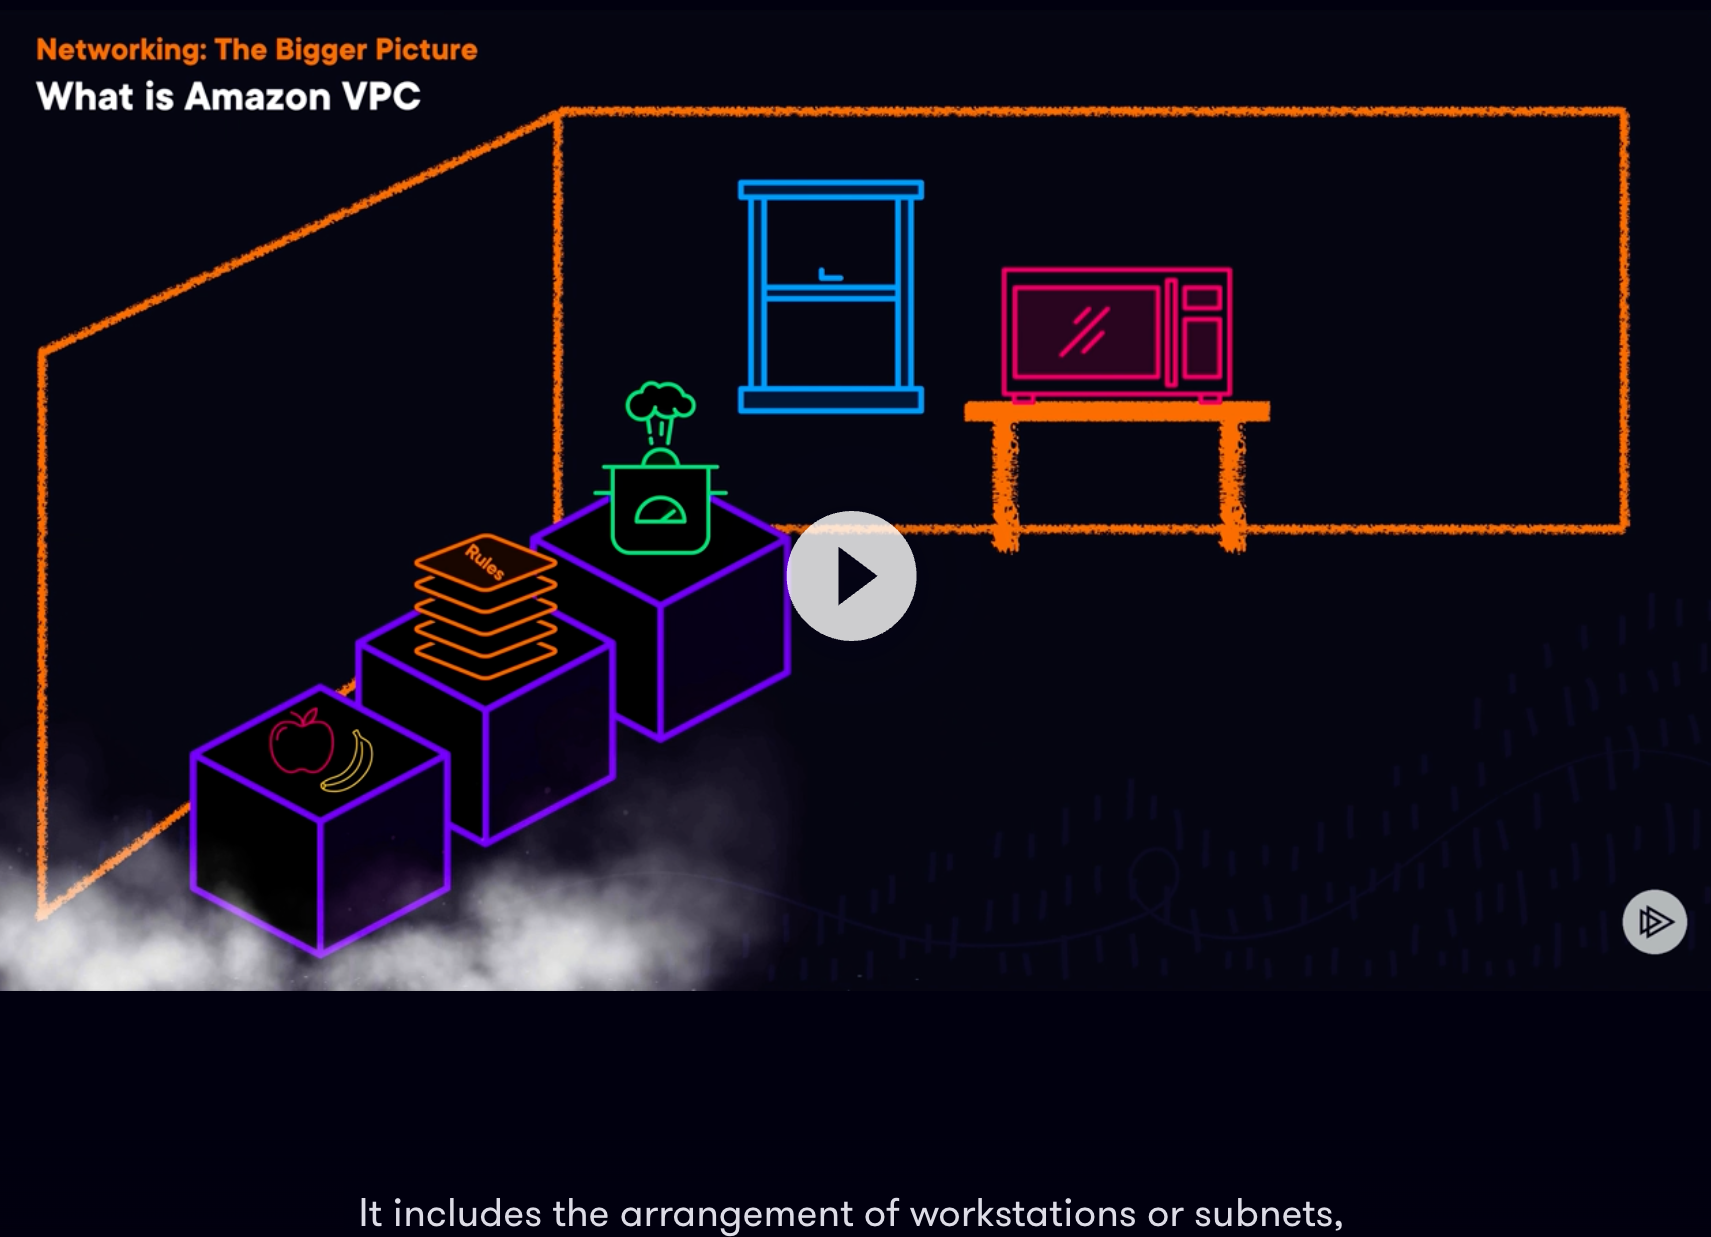 Networking: The Bigger Picture
What is Amazon VPC
Rules
It includes the arrangement of workstations or subnets,